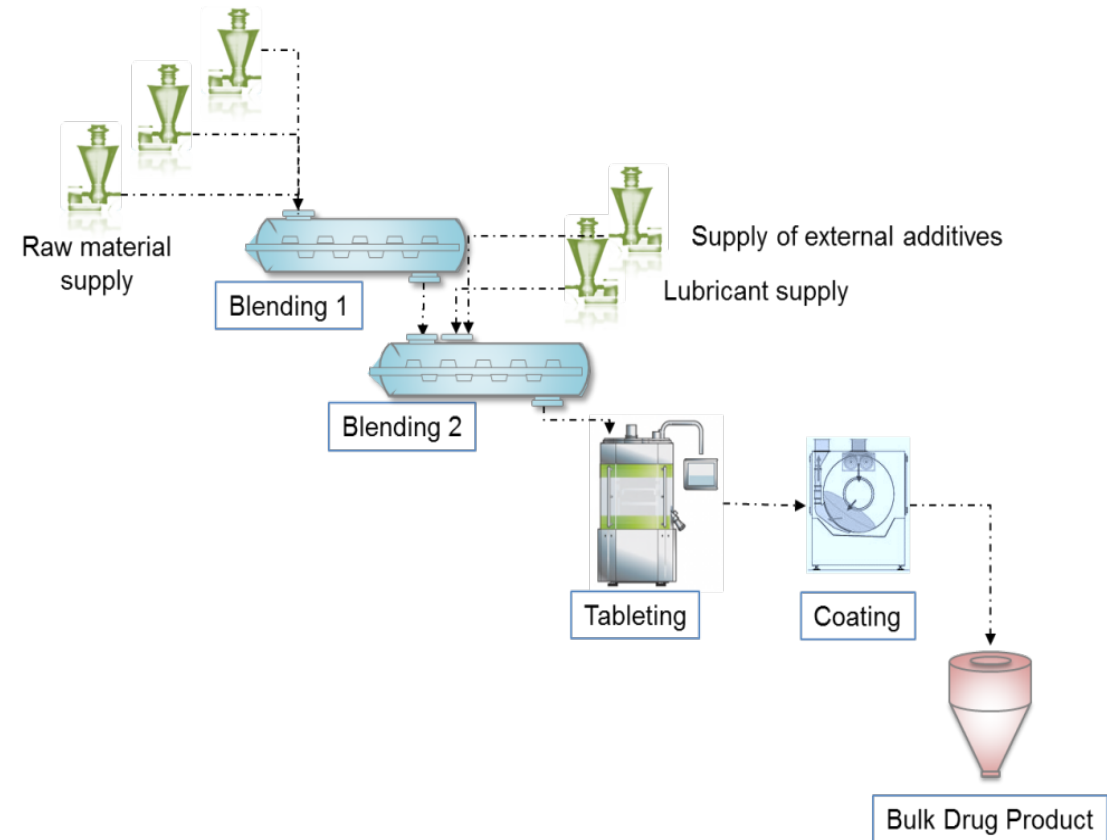 Raw material
supply
Blending 1
Supply of external additives
Lubricant supply
Blending 2
Tableting
Coating
Bulk Drug Product